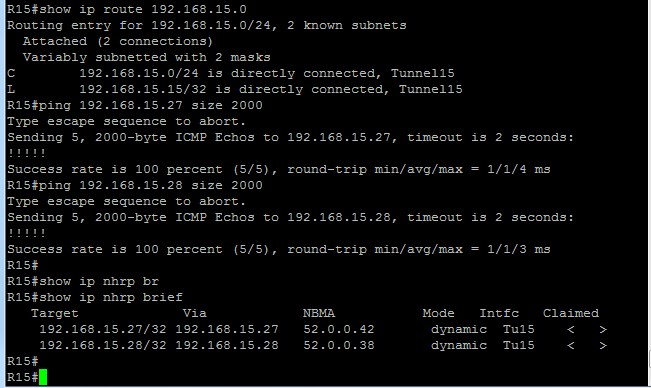 R15#show ip route 192.168.15.0
Routing entry for 192.168.15.0/24, 2 known subnets
  Attached (2 connections)
  Variably subnetted with 2 masks
C        192.168.15.0/24 is directly connected, Tunnel15
L        192.168.15.15/32 is directly connected, Tunnel15
R15#ping 192.168.15.27 size 2000
Type escape sequence to abort.
Sending 5, 2000-byte ICMP Echos to 192.168.15.27, timeout is 2 seconds:
!!!!!
Success rate is 100 percent (5/5), round-trip min/avg/max = 1/1/4 ms
R15#ping 192.168.15.28 size 2000
Type escape sequence to abort.
Sending 5, 2000-byte ICMP Echos to 192.168.15.28, timeout is 2 seconds:
!!!!!
Success rate is 100 percent (5/5), round-trip min/avg/max = 1/1/3 ms
R15#
R15#show ip nhrp br
R15#show ip nhrp brief
   Target             Via            NBMA           Mode   Intfc   Claimed
    192.168.15.27/32 192.168.15.27   52.0.0.42       dynamic  Tu15    <   >
    192.168.15.28/32 192.168.15.28   52.0.0.38       dynamic  Tu15    <   >
R15#
R15#